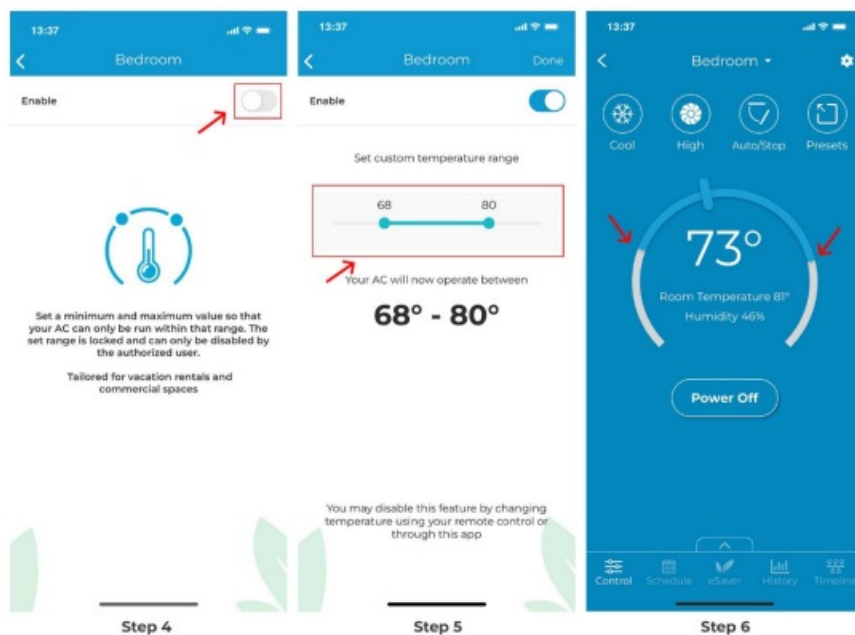 13:37
Bedroom
Enable
Set a minimum and maximum value so that
your AC can only be run within that range. The
set range is locked and can only be disabled by
the authorized user.
Tailored for vacation rentals and
commercial spaces
Step 4
13:37
Bedroom
Done
Enable
Set custom temperature range
68
80
Your AC will now operate between
68° - 80°
You may disable this feature by changing
temperature using your remote control or
through this app
Step 5
13:37
Bedroom
Cool
High
Auto/Stop
Presets
73°
Room Temperature 81°
Humidity 46%
Power Off
Control
Schedule
eSaver
History
Timeline
Step 6